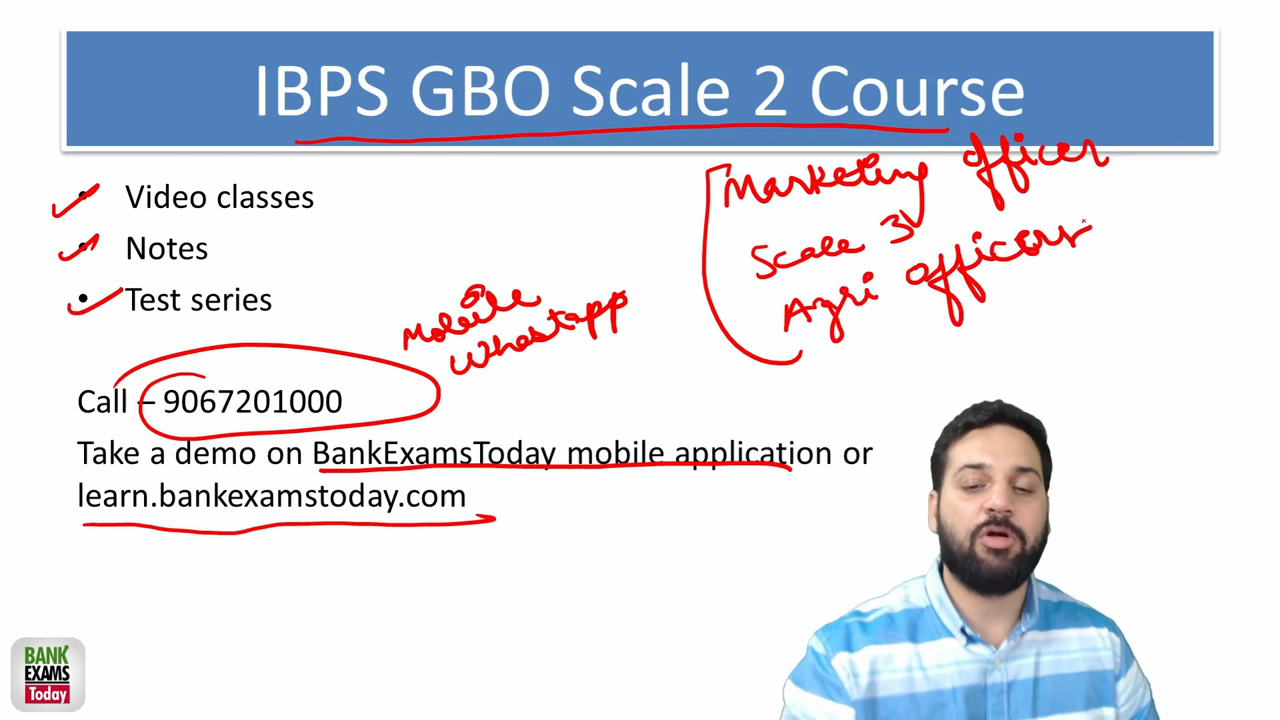 IBPS GBO Scale 2 Course
• Video classes
• Notes
• Test series
Marketing officer
Scale 3
Agri officers
Mobile
Whastapp
Call – 9067201000
Take a demo on BankExamsToday mobile application or
learn.bankexamstoday.com
BANK
EXAMS
Today